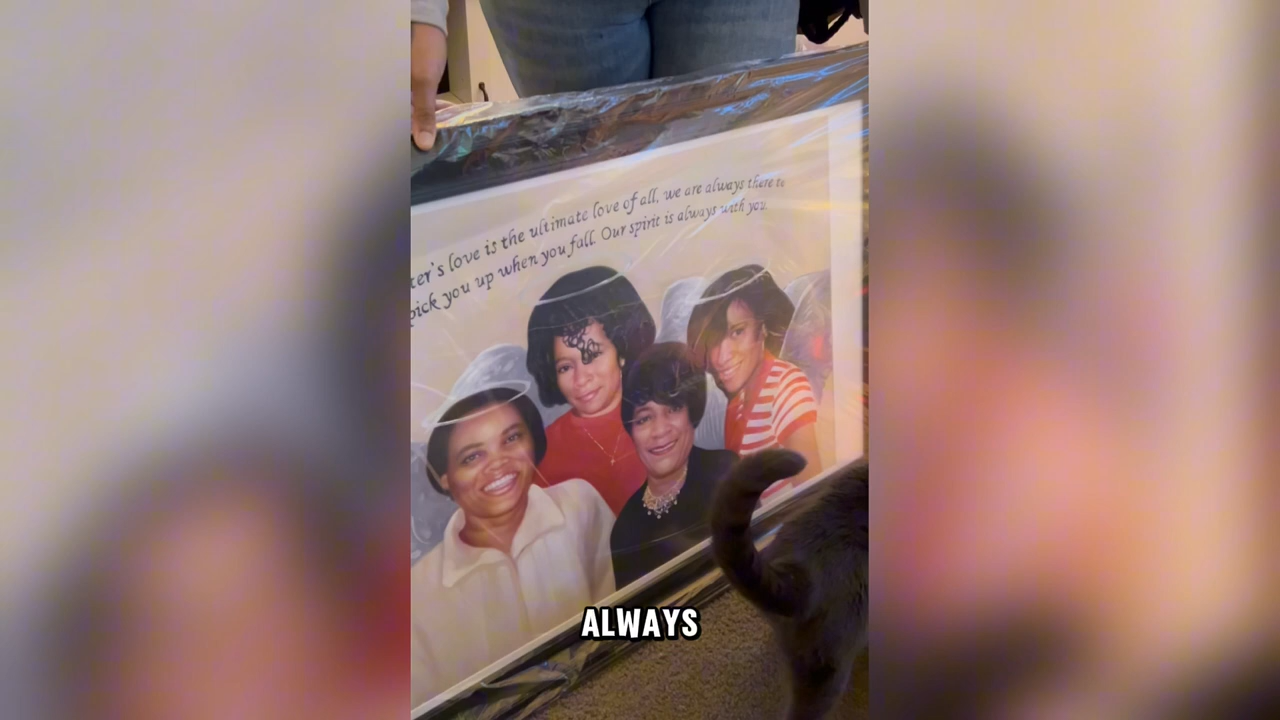 ter's love is the ultimate love of all, we are always there to
pick you up when you fall. Our spirit is always with you.
ALWAYS